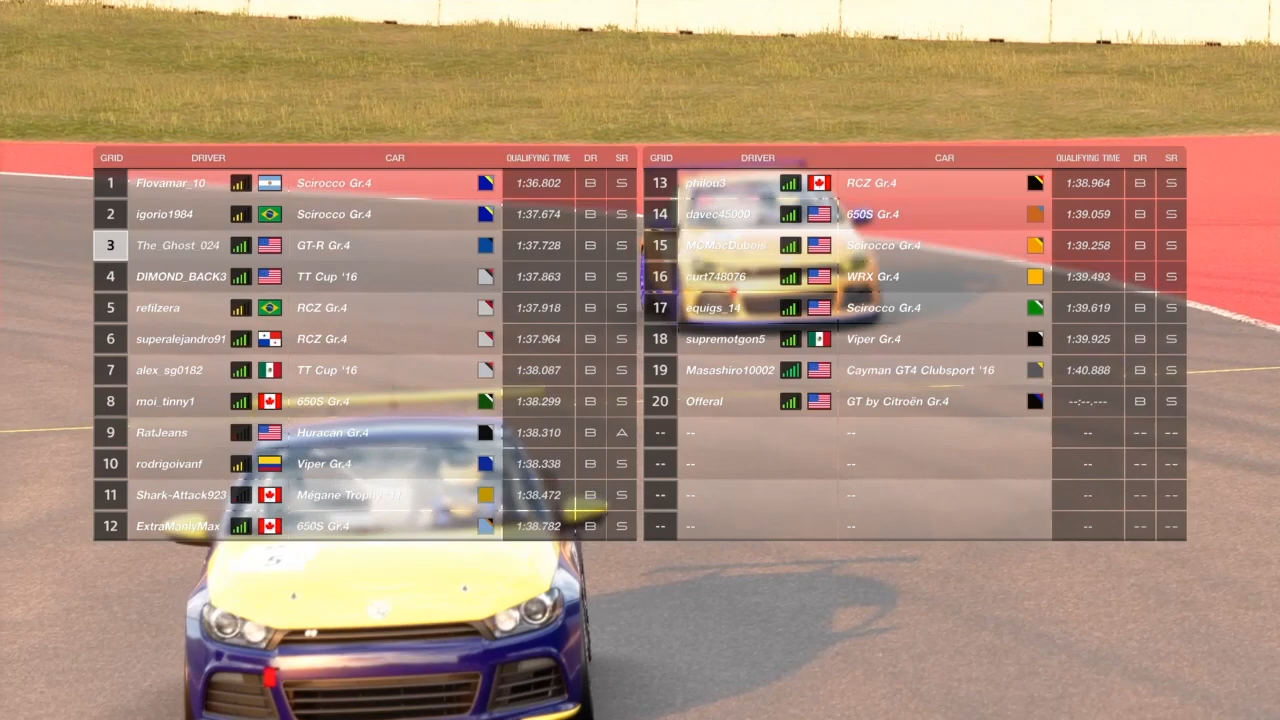 GRID DRIVER CAR QUALIFYING TIME DR SR
1 Flovamar_10 Scirocco Gr.4 1:36.802 B S
2 igorio1984 Scirocco Gr.4 1:37.674 B S
3 The_Ghost_024 GT-R Gr.4 1:37.728 B S
4 DIMOND_BACK3 TT Cup '16 1:37.863 B S
5 refilzera RCZ Gr.4 1:37.918 B S
6 superalejandro91 RCZ Gr.4 1:37.964 B S
7 alex_sg0182 TT Cup '16 1:38.087 B S
8 moi_tinny1 650S Gr.4 1:38.299 B S
9 RatJeans Huracan Gr.4 1:38.310 B A
10 rodrigoivanf Viper Gr.4 1:38.338 B S
11 Shark-Attack923 Mégane Trophy '11 1:38.472 B S
12 ExtraManiyMax 650S Gr.4 1:38.782 B S
GRID DRIVER CAR QUALIFYING TIME DR SR
13 philou3 RCZ Gr.4 1:38.964 B S
14 davec45000 650S Gr.4 1:39.059 B S
15 MCMacDubois Scirocco Gr.4 1:39.258 B S
16 curt748076 WRX Gr.4 1:39.493 B S
17 equigs_14 Scirocco Gr.4 1:39.619 B S
18 supremotgon5 Viper Gr.4 1:39.925 B S
19 Masashiro10002 Cayman GT4 Clubsport '16 1:40.888 B S
20 Offeral GT by Citroën Gr.4 --:--.--- B S
-- -- -- -- -- --
-- -- -- -- -- --
-- -- -- -- -- --
-- -- -- -- -- --